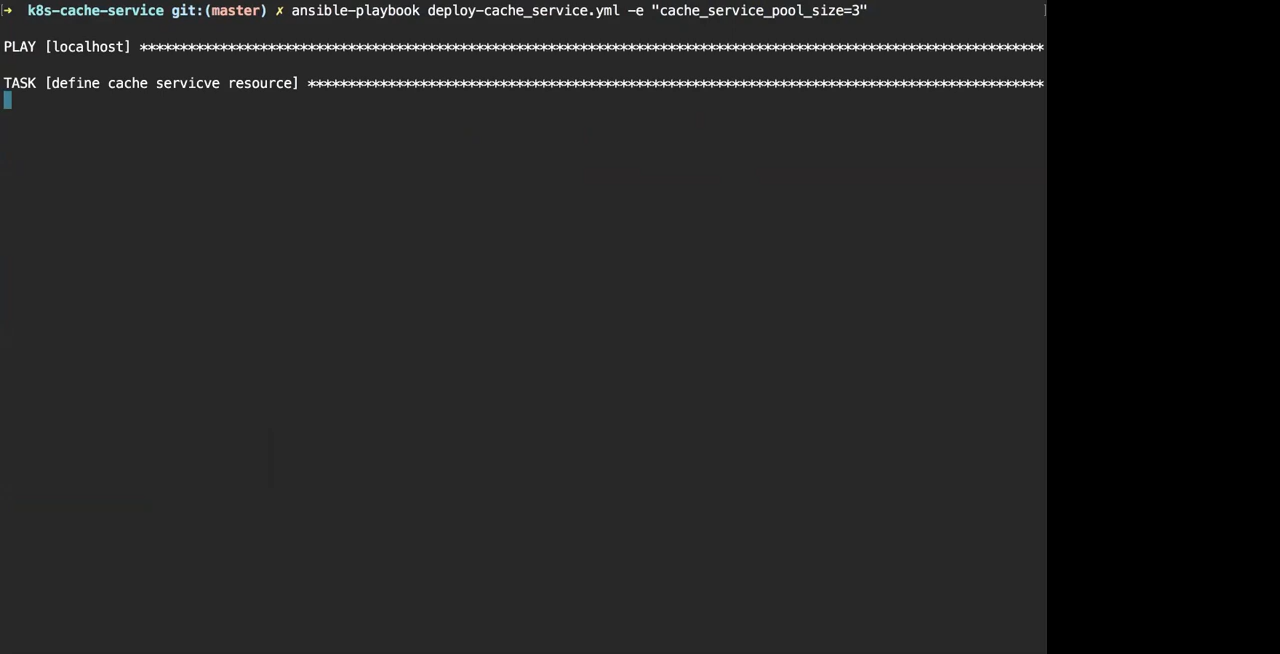 → k8s-cache-service git:(master) ✗ ansible-playbook deploy-cache_service.yml -e "cache_service_pool_size=3"
PLAY [localhost] *****************************************************************************************************************
TASK [define cache servicve resource] ********************************************************************************************